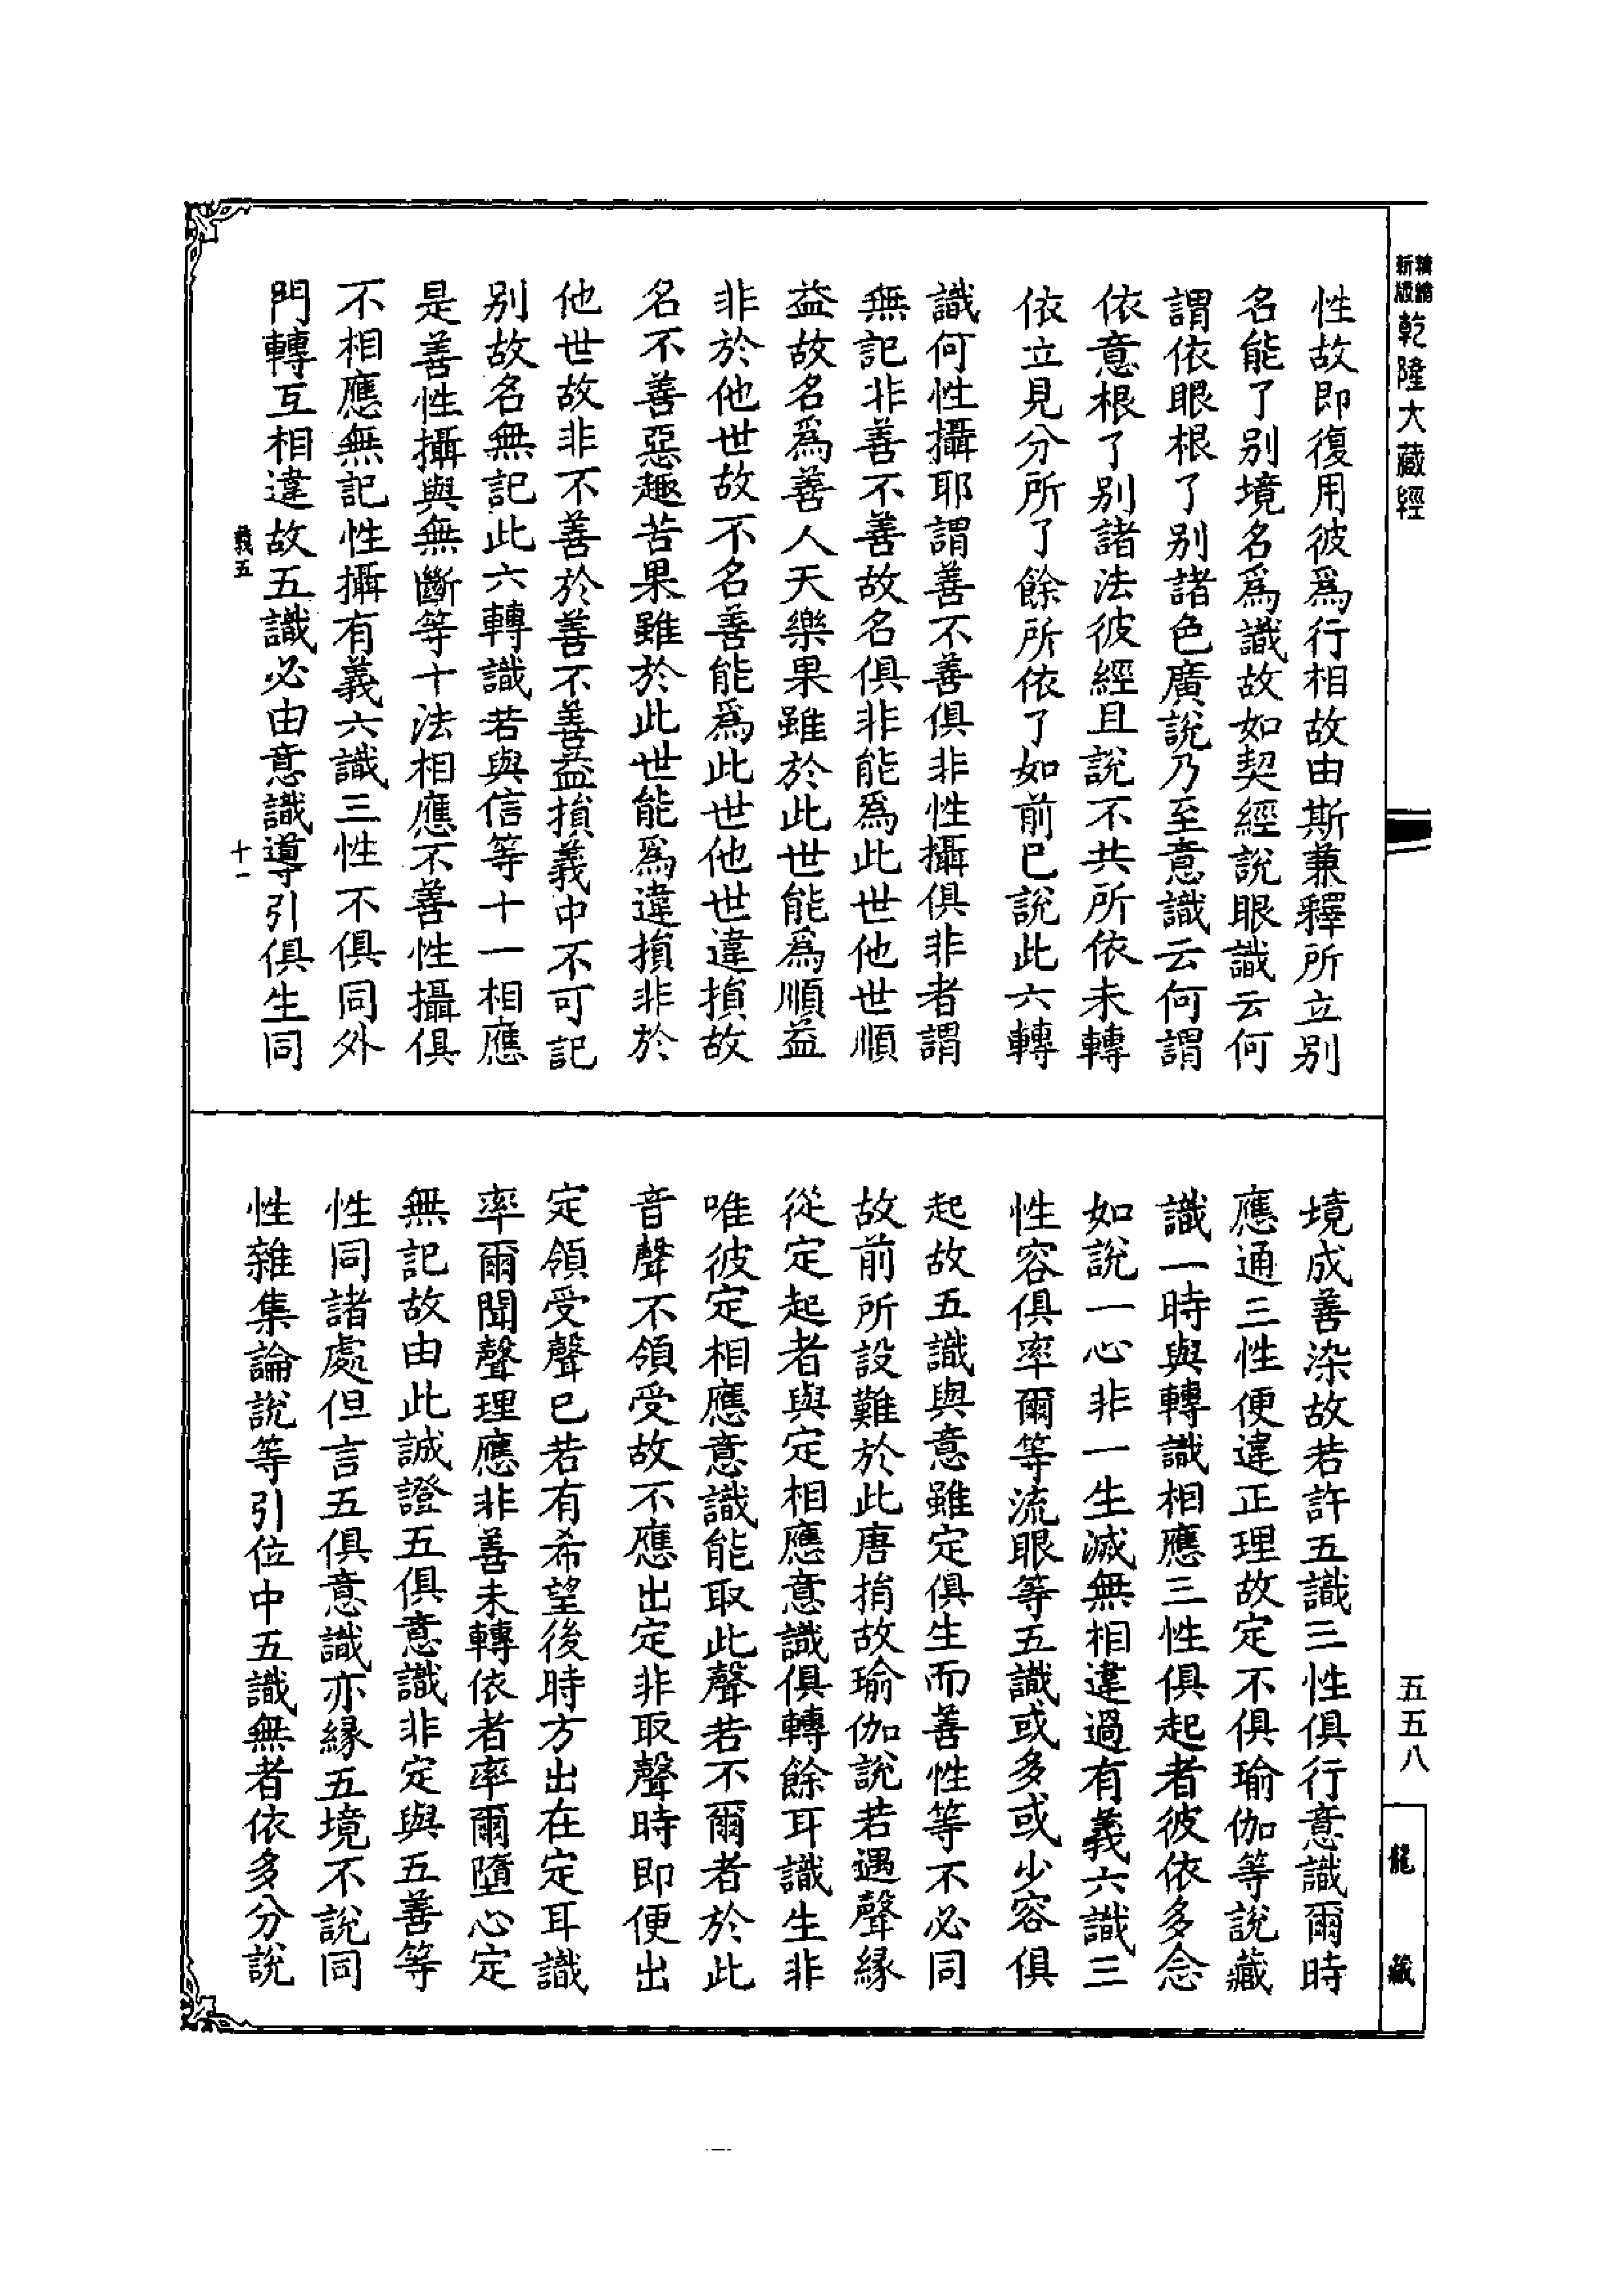 新版
精縮
乾隆大藏經
性故即復用彼爲行相故由斯兼釋所立別
名能了別境名爲識故如契經說眼識云何
謂依眼根了別諸色廣說乃至意識云何謂
依意根了別諸法彼經且說不共所依未轉
依立見分所了餘所依了如前已說此六轉
識何性攝耶謂善不善俱非性攝俱非者謂
無記非善不善故名俱非能爲此世他世順
益故名爲善人天樂果雖於此世能爲順益
非於他世故不名善能爲此世他世違損故
名不善惡趣苦果雖於此世能爲違損非於
他世故非不善於善不善益損義中不可記
別故名無記此六轉識若與信等十一相應
是善性攝與無斷等十法相應不善性攝俱
不相應無記性攝有義六識三性不俱同外
門轉互相違故五識必由意識導引俱生同
義五
十一
境成善染故若許五識三性俱行意識爾時
應通三性便違正理故定不俱瑜伽等說藏
識一時與轉識相應三性俱起者彼依多念
如說一心非一生滅無相違過有義六識三
性容俱率爾等流眼等五識或多或少容俱
起故五識與意雖定俱生而善性等不必同
故前所設難於此唐捐故瑜伽說若遇聲緣
從定起者與定相應意識俱轉餘耳識生非
唯彼定相應意識能取此聲若不爾者於此
音聲不領受故不應出定非取聲時即便出
定領受聲已若有希望後時方出在定耳識
率爾聞聲理應非善未轉依者率爾墮心定
無記故由此誠證五俱意識非定與五善等
性同諸處但言五俱意識亦緣五境不說同
性雜集論說等引位中五識無者依多分說
五五八
龍藏